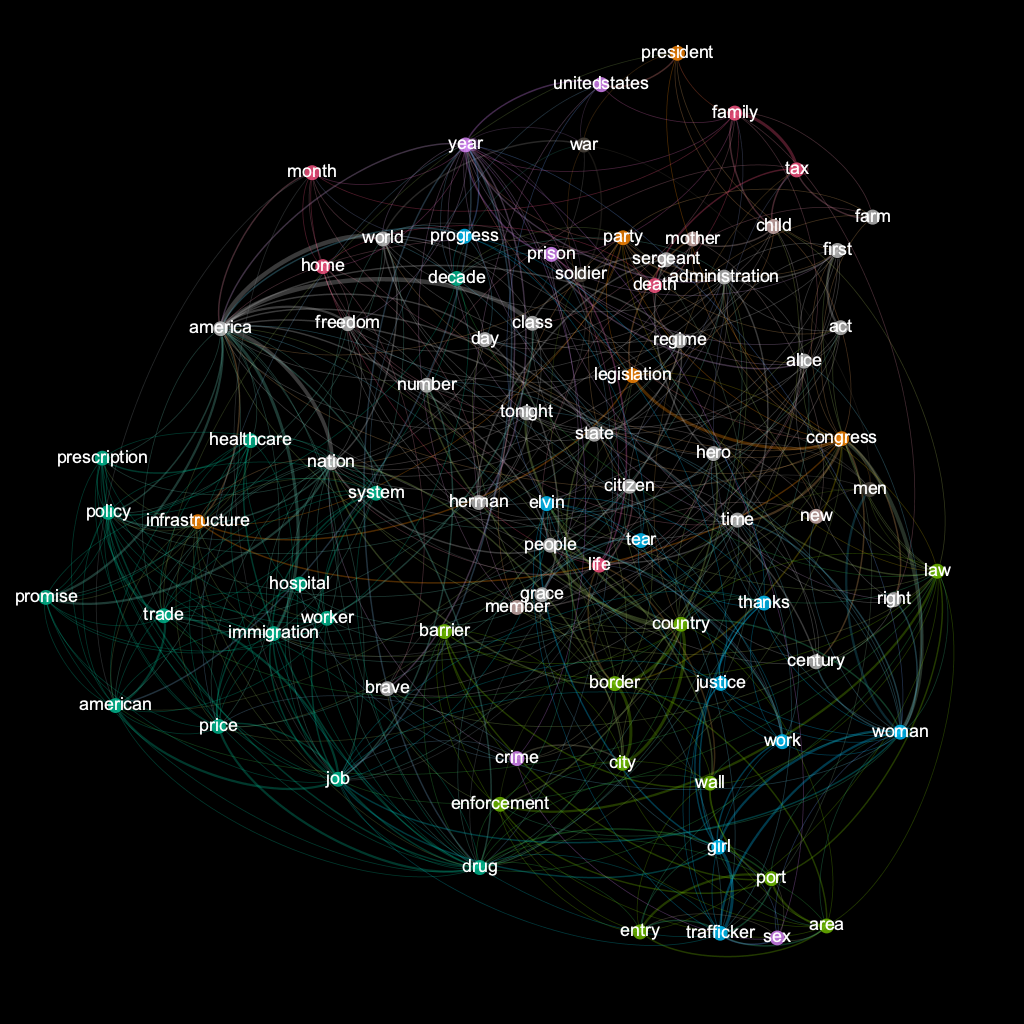 president
unitedstates
family
year
war
tax
month
farm
child
world
progress
party
mother
first
prison
sergeant
home
soldier
administration
decade
death
america
freedom
class
act
day
regime
alice
legislation
number
tonight
state
congress
healthcare
hero
prescription
nation
citizen
men
system
herman
elvin
policy
infrastructure
time
new
tear
people
life
law
hospital
grace
promise
right
thanks
member
trade
worker
country
immigration
barrier
century
border
justice
brave
american
price
woman
work
crime
city
job
wall
enforcement
girl
drug
port
area
entry
trafficker
sex